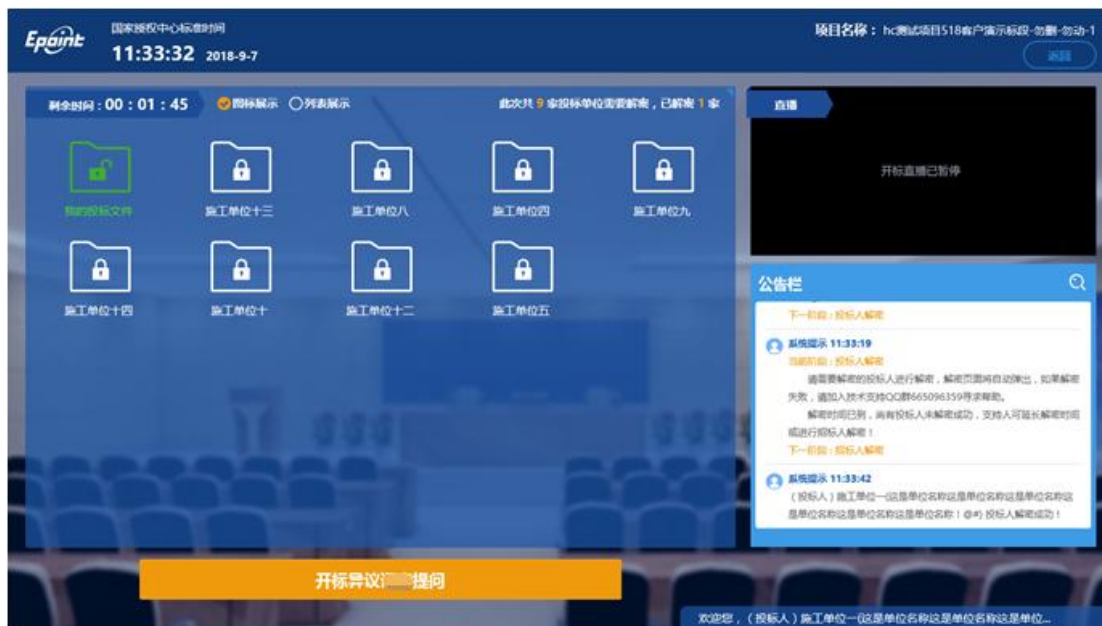 Epoint
国家授权中心标准时间
11:33:32 2018-9-7
项目名称：hc测试项目518客户演示标段-勿删-勿动-1
返回
剩余时间：00：01：45
图标展示 列表展示
此次共 9 家投标单位需要解密，已解密 1 家
直播
开标直播已暂停
我的投标文件
施工单位十三
施工单位八
施工单位四
施工单位九
施工单位十四
施工单位十
施工单位十二
施工单位五
公告栏
下一阶段：投标人解密
系统提示 11:33:19
当前阶段：投标人解密
请需要解密的投标人进行解密，解密页面将自动弹出，如果解密
失败，请加入技术支持QQ群665096359寻求帮助。
解密时间已到，尚有投标人未解密成功，支持人可延长解密时间
或进行招标人解密！
下一阶段：招标人解密
系统提示 11:33:42
（投标人）施工单位一(这是单位名称这是单位名称这是单位名称这
是单位名称这是单位名称这是单位名称！@#) 投标人解密成功！
开标异议 提问
欢迎您，（投标人）施工单位一(这是单位名称这是单位名称这是单位...